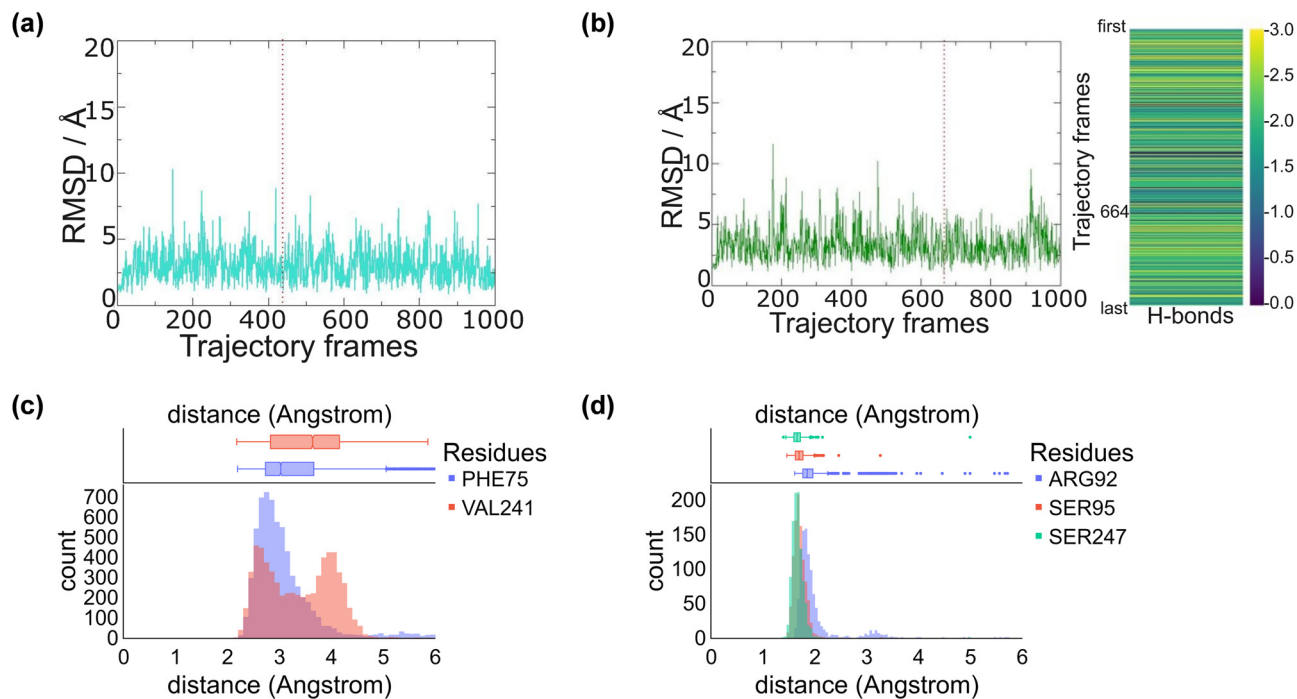 (a)
20
15
10
5
0
RMSD / Å
0 200 400 600 800 1000
Trajectory frames
(b)
20
15
10
5
0
RMSD / Å
0 200 400 600 800 1000
Trajectory frames
first
664
last
Trajectory frames
H-bonds
3.0
2.5
2.0
1.5
1.0
0.5
0.0
(c)
distance (Angstrom)
Residues
PHE75
VAL241
700
600
500
400
300
200
100
0
count
0 1 2 3 4 5 6
distance (Angstrom)
(d)
distance (Angstrom)
Residues
ARG92
SER95
SER247
200
150
100
50
0
count
0 1 2 3 4 5 6
distance (Angstrom)